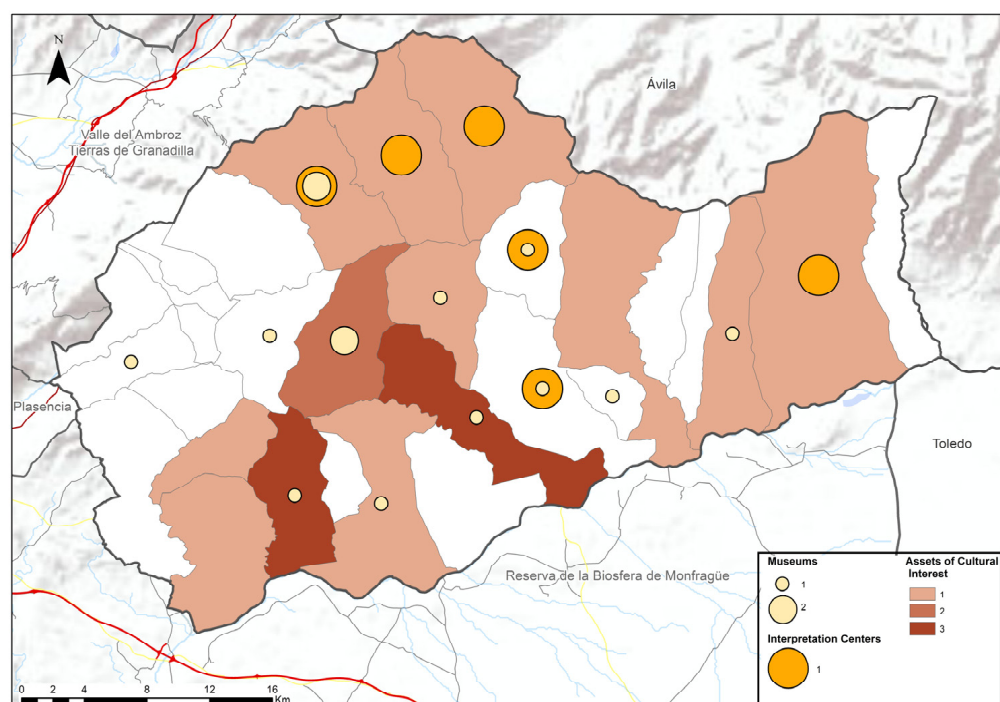 N
Ávila
Valle del Ambroz
Tierras de Granadilla
Plasencia
Toledo
Reserva de la Biosfera de Monfragüe
Museums
1
2
Interpretation Centers
1
Assets of Cultural
Interest
1
2
3
0 2 4 8 12 16
Km